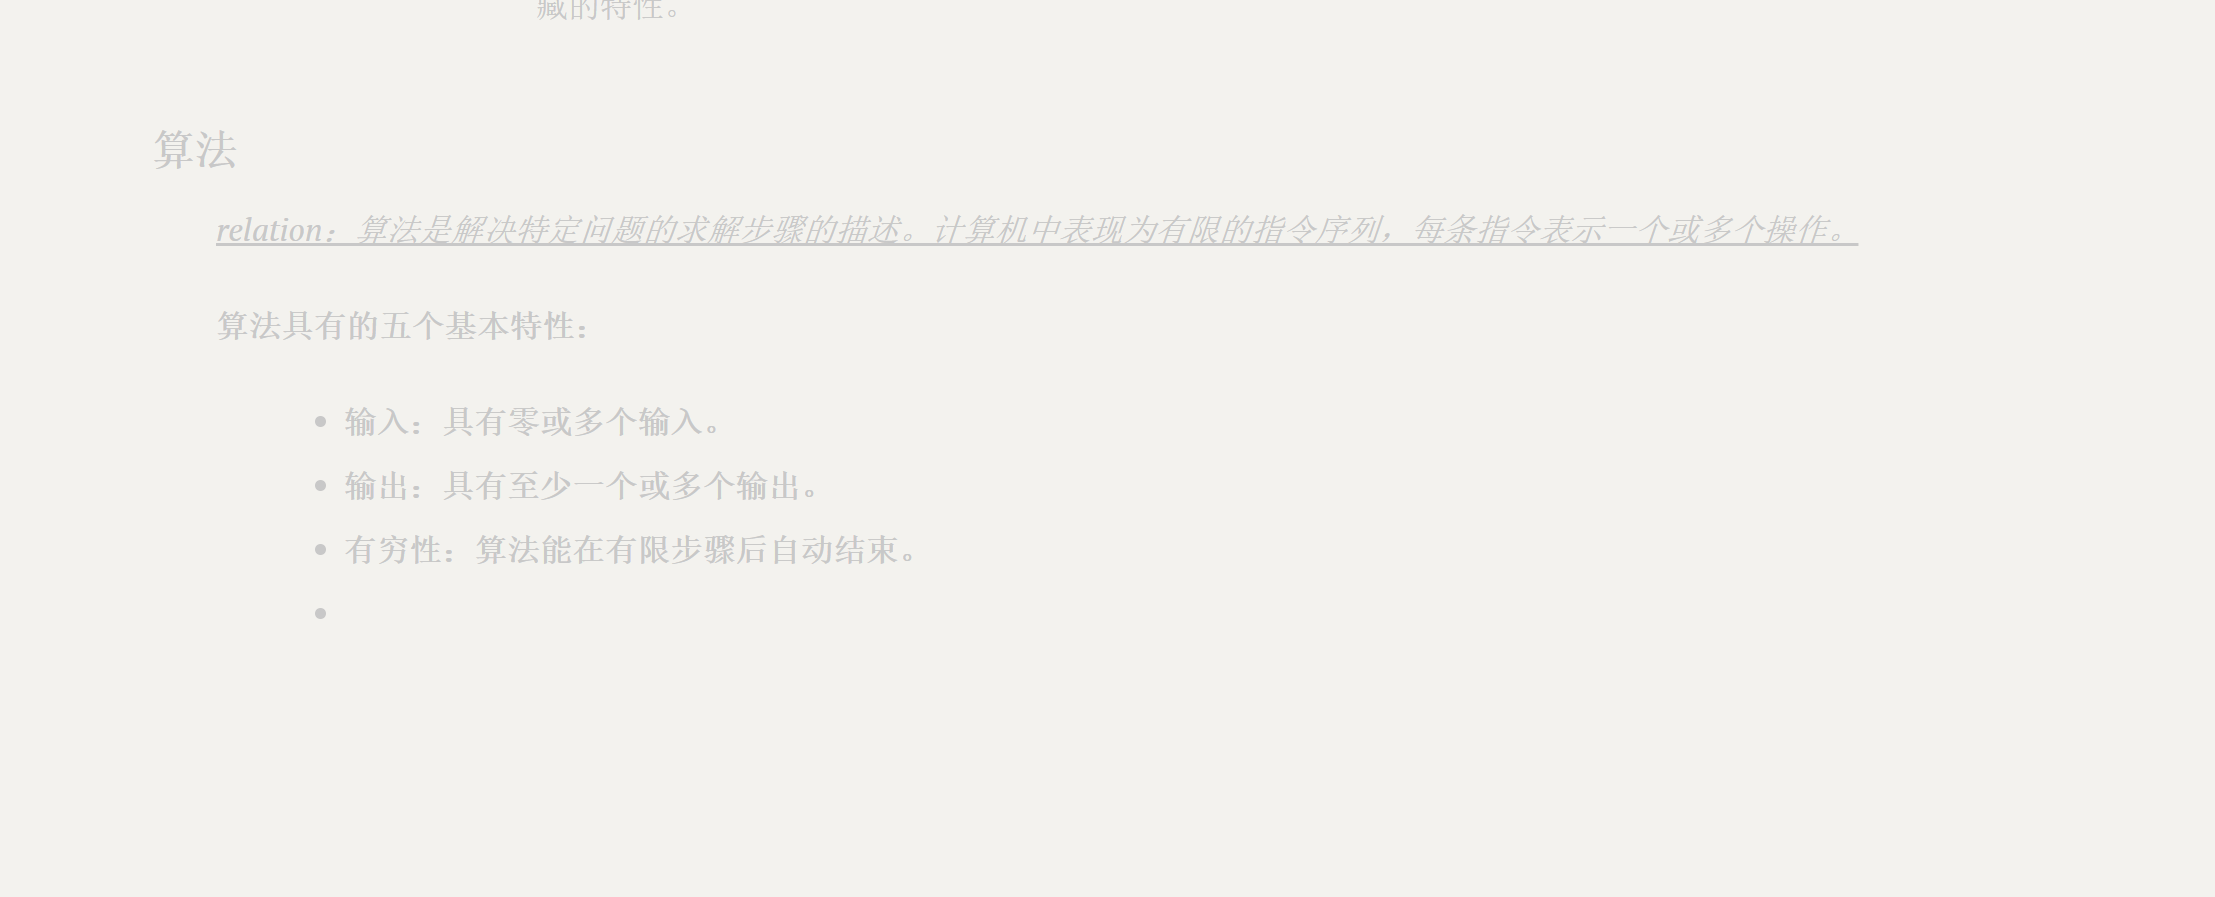 藏的特性。
算法
relation：算法是解决特定问题的求解步骤的描述。计算机中表现为有限的指令序列，每条指令表示一个或多个操作。
算法具有的五个基本特性：
输入：具有零或多个输入。
输出：具有至少一个或多个输出。
有穷性：算法能在有限步骤后自动结束。